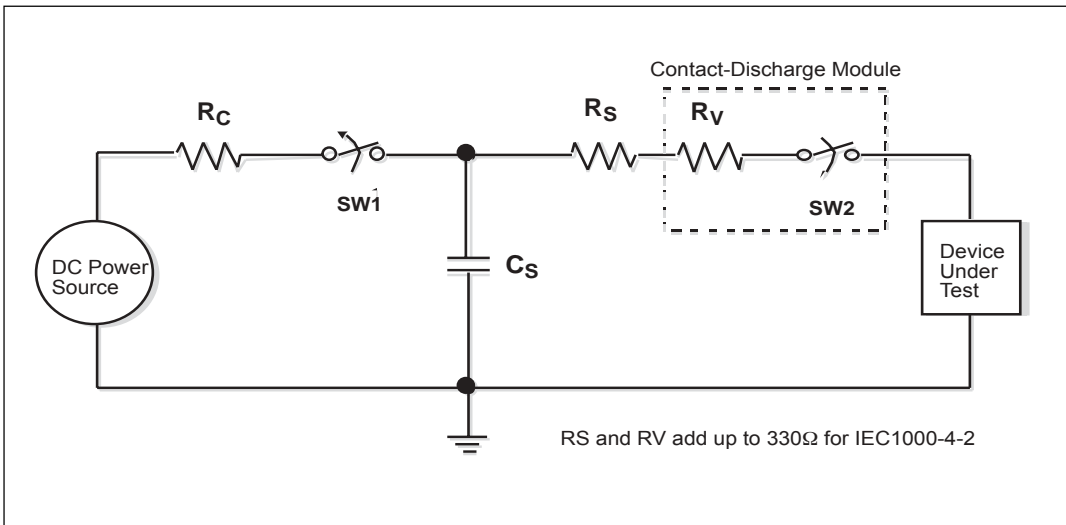 Contact-Discharge Module
RC
RS
RV
SW1
SW2
DC Power
Source
CS
Device
Under
Test
RS and RV add up to 330Ω for IEC1000-4-2